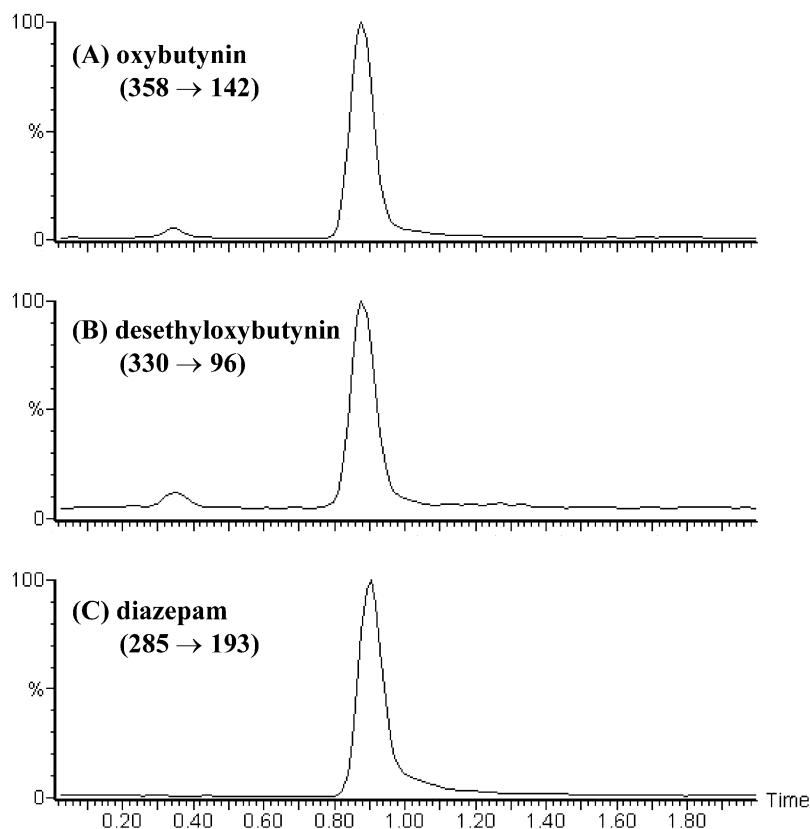 100
(A) oxybutynin
(358 → 142)
%
0
100
(B) desethyloxybutynin
(330 → 96)
%
0
100
(C) diazepam
(285 → 193)
%
0
Time
0.20 0.40 0.60 0.80 1.00 1.20 1.40 1.60 1.80